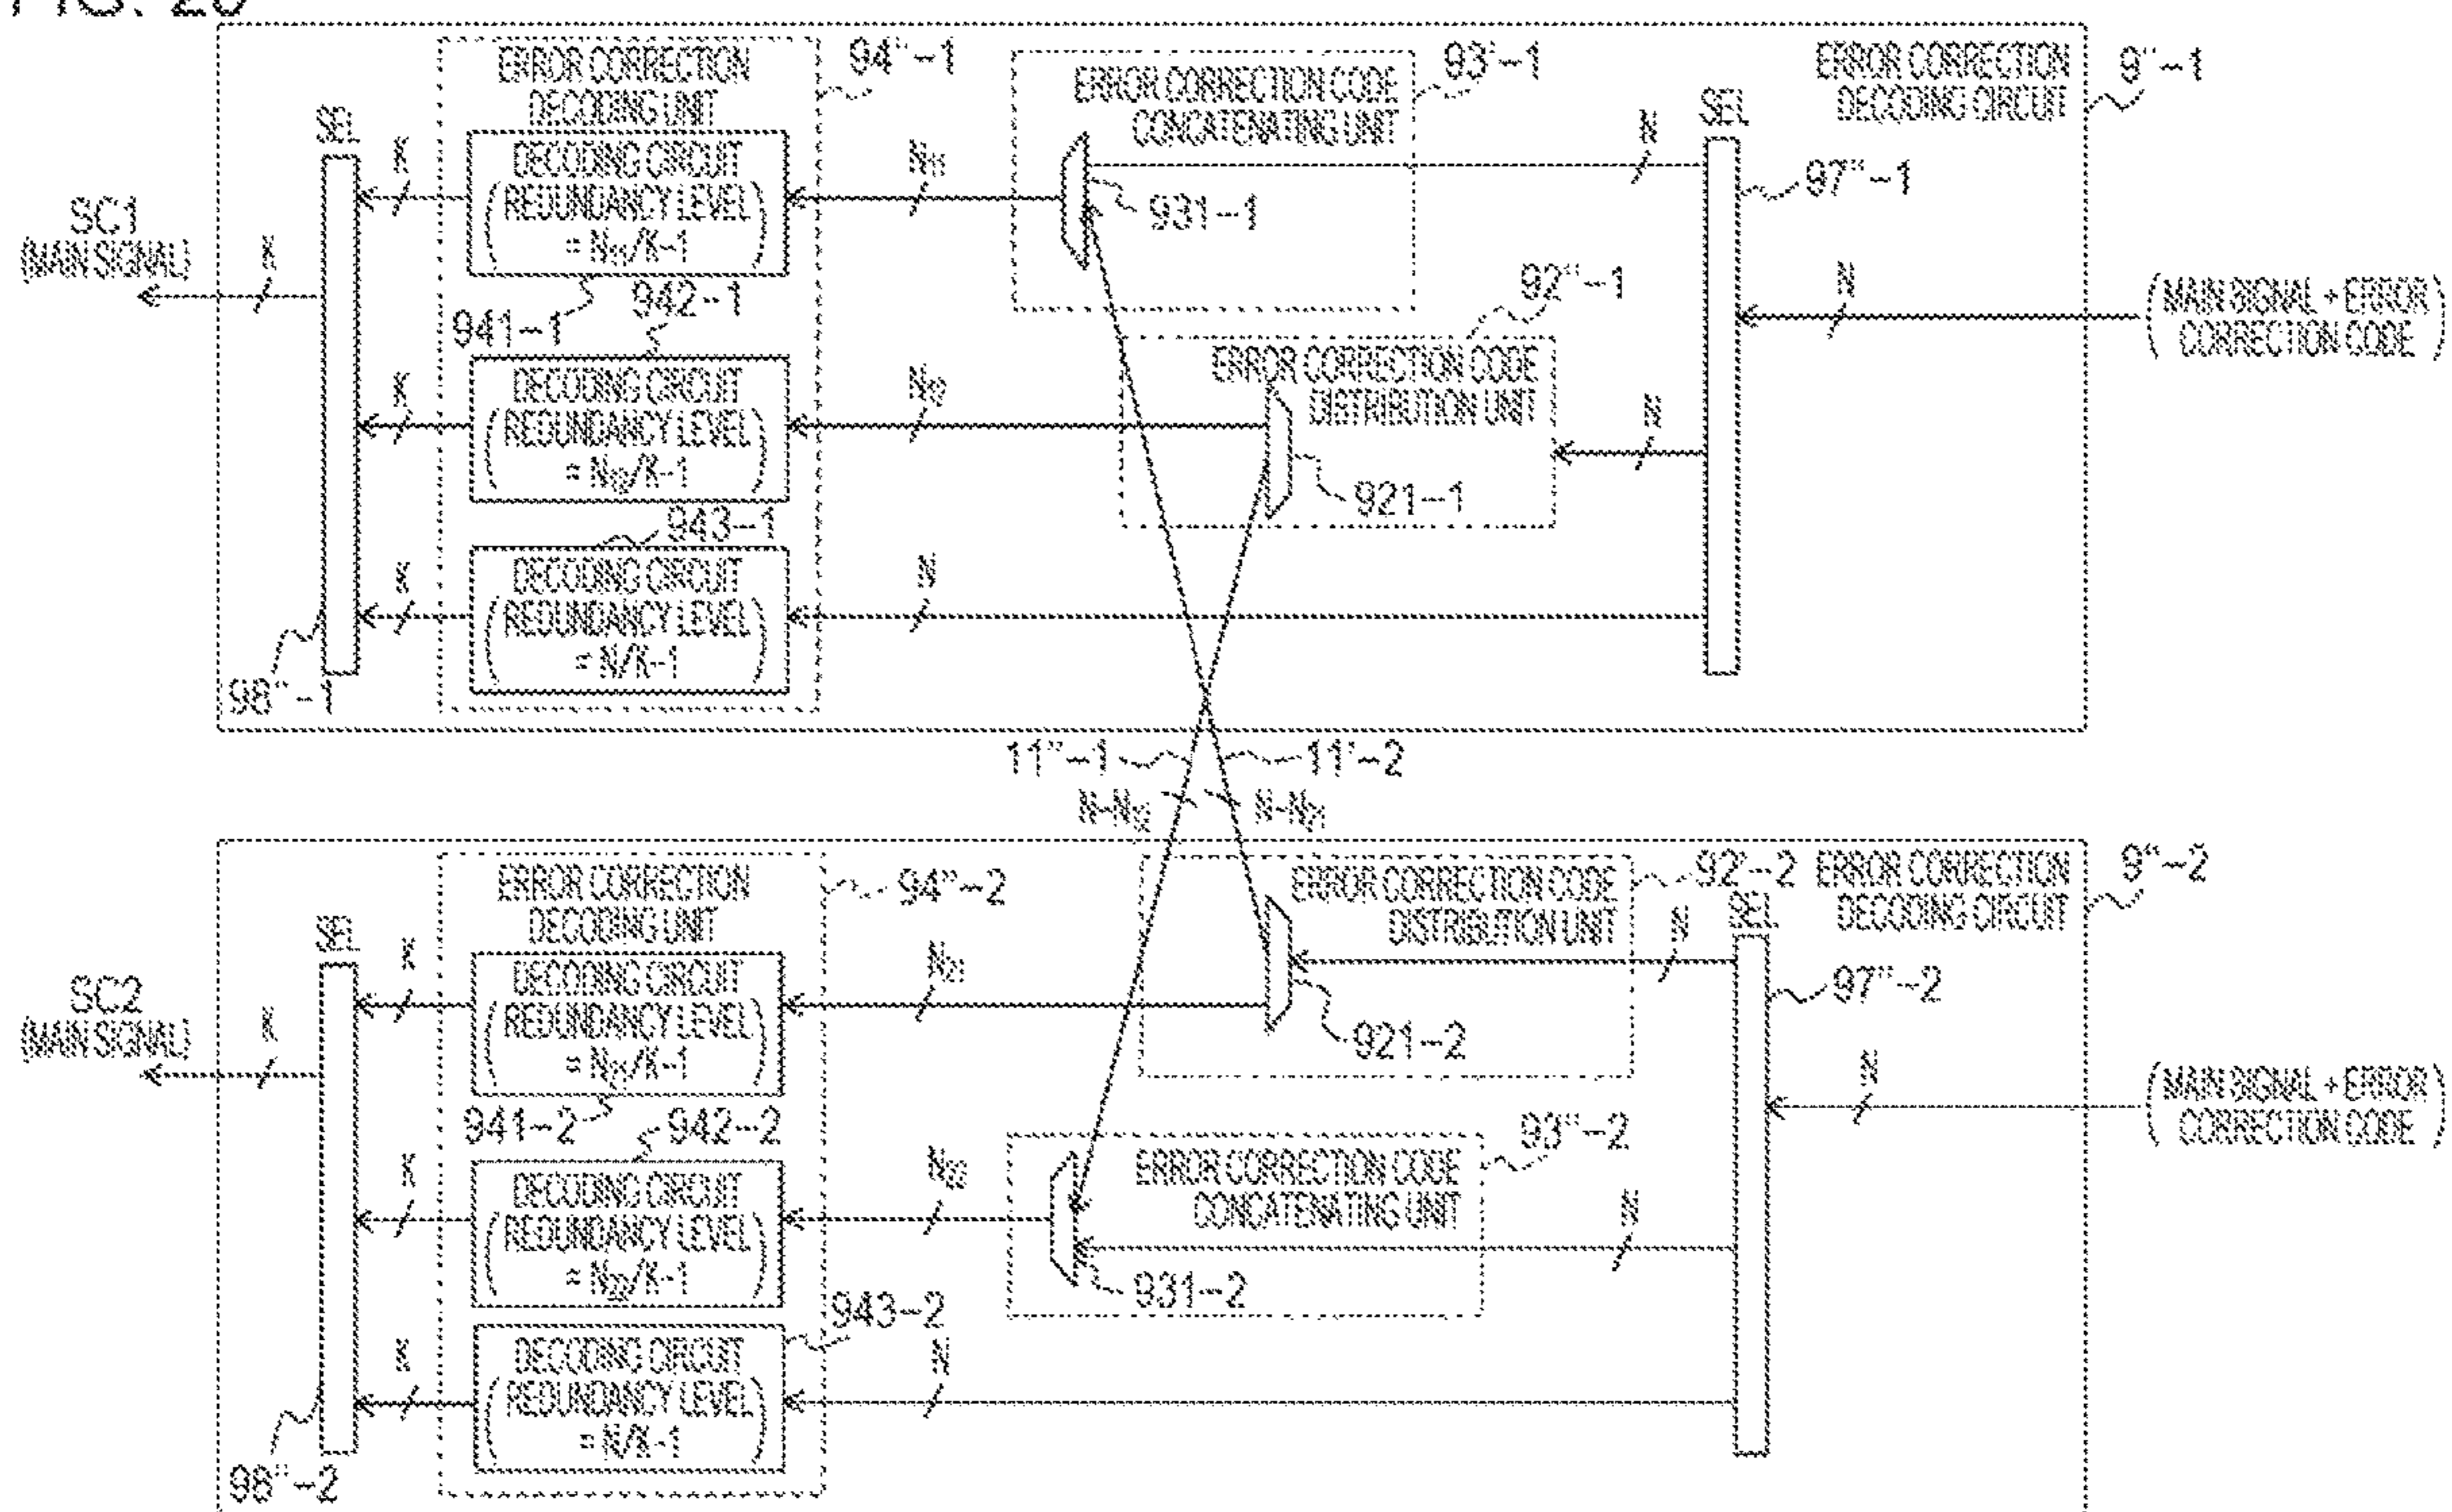 ERROR CORRECTION
DECODING UNIT
94"-1
ERROR CORRECTION CODE
CONCATENATING UNIT
93'-1
ERROR CORRECTION
DECODING CIRCUIT
9"-1
SEL
K
DECODING CIRCUIT
(REDUNDANCY LEVEL
= N11/K-1)
N11
931-1
N
SEL
97"-1
SC1
(MAIN SIGNAL)
K
941-1
942-1
92"-1
N
(MAIN SIGNAL + ERROR
CORRECTION CODE)
K
DECODING CIRCUIT
(REDUNDANCY LEVEL
= N12/K-1)
N12
ERROR CORRECTION CODE
DISTRIBUTION UNIT
N
921-1
943-1
K
DECODING CIRCUIT
(REDUNDANCY LEVEL
= N/K-1)
N
98"-1
11"-1
11'-2
N-N12
N-N21
ERROR CORRECTION
DECODING UNIT
94"-2
ERROR CORRECTION CODE
DISTRIBUTION UNIT
92'-2
ERROR CORRECTION
DECODING CIRCUIT
9"-2
SEL
K
DECODING CIRCUIT
(REDUNDANCY LEVEL
= N21/K-1)
N21
921-2
N
SEL
97"-2
SC2
(MAIN SIGNAL)
K
941-2
942-2
N
(MAIN SIGNAL + ERROR
CORRECTION CODE)
K
DECODING CIRCUIT
(REDUNDANCY LEVEL
= N22/K-1)
N22
ERROR CORRECTION CODE
CONCATENATING UNIT
93"-2
N
931-2
943-2
K
DECODING CIRCUIT
(REDUNDANCY LEVEL
= N/K-1)
N
98"-2